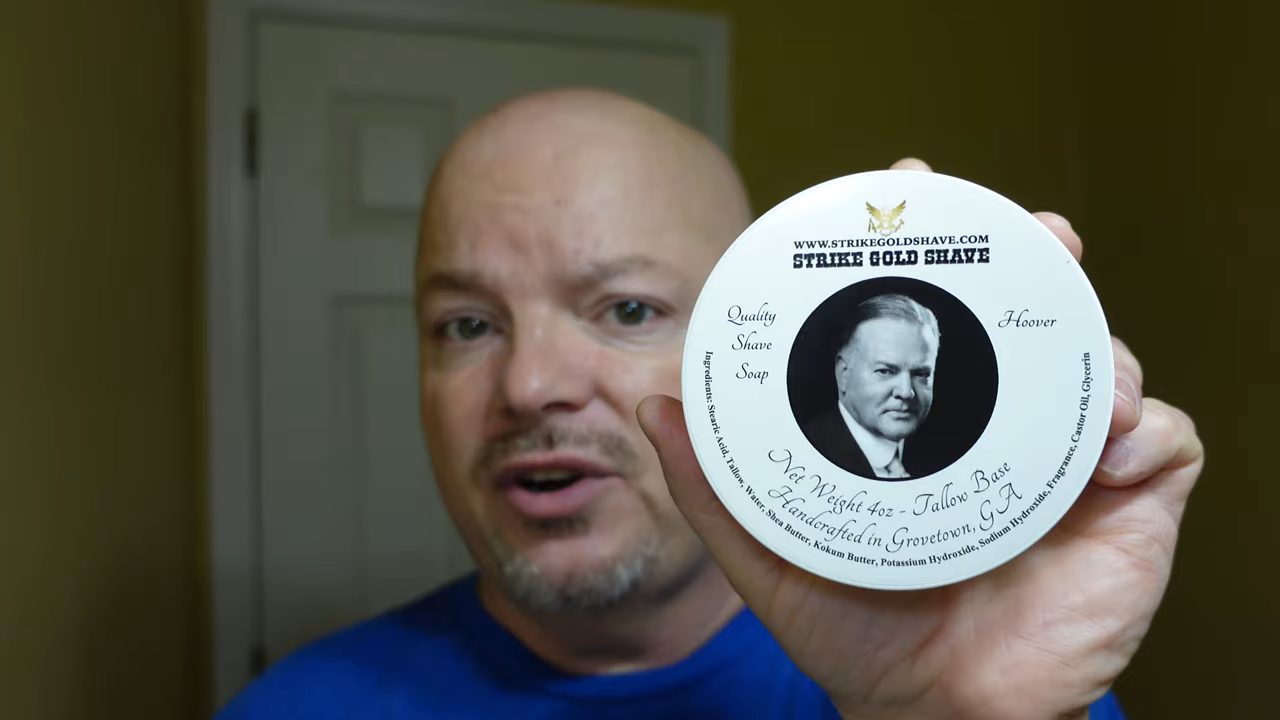 WWW.STRIKEGOLDSHAVE.COM
STRIKE GOLD SHAVE
Quality
Shave
Soap
Hoover
Net Weight 4oz - Tallow Base
Handcrafted in Grovetown, GA
Ingredients: Stearic Acid, Tallow, Water, Shea Butter, Kokum Butter, Potassium Hydroxide, Sodium Hydroxide, Fragrance, Castor Oil, Glycerin